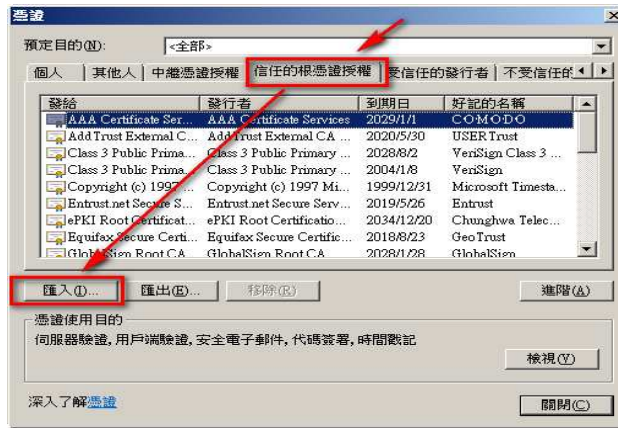 憑證
預定目的(N): <全部>
個人 其他人 中繼憑證授權 信任的根憑證授權 受信任的發行者 不受信任的
發給 發行者 到期日 好記的名稱
AAA Certificate Ser... AAA Certificate Services 2029/1/1 COMODO
AddTrust External C... AddTrust External CA ... 2020/5/30 USERTrust
Class 3 Public Prima... Class 3 Public Primary ... 2028/8/2 VeriSign Class 3 ...
Class 3 Public Prima... Class 3 Public Primary ... 2004/1/8 VeriSign
Copyright (c) 1997 ... Copyright (c) 1997 Mi... 1999/12/31 Microsoft Timesta...
Entrust.net Secure S... Entrust.net Secure Serv... 2019/5/26 Entrust
ePKI Root Certificat... ePKI Root Certificatio... 2034/12/20 Chunghwa Telec...
Equifax Secure Certi... Equifax Secure Certific... 2018/8/23 GeoTrust
GlobalSign Root CA GlobalSign Root CA 2028/1/28 GlobalSign
匯入(I)... 匯出(E)... 移除(R) 進階(A)
憑證使用目的
伺服器驗證, 用戶端驗證, 安全電子郵件, 代碼簽署, 時間戳記
檢視(V)
深入了解憑證
關閉(C)